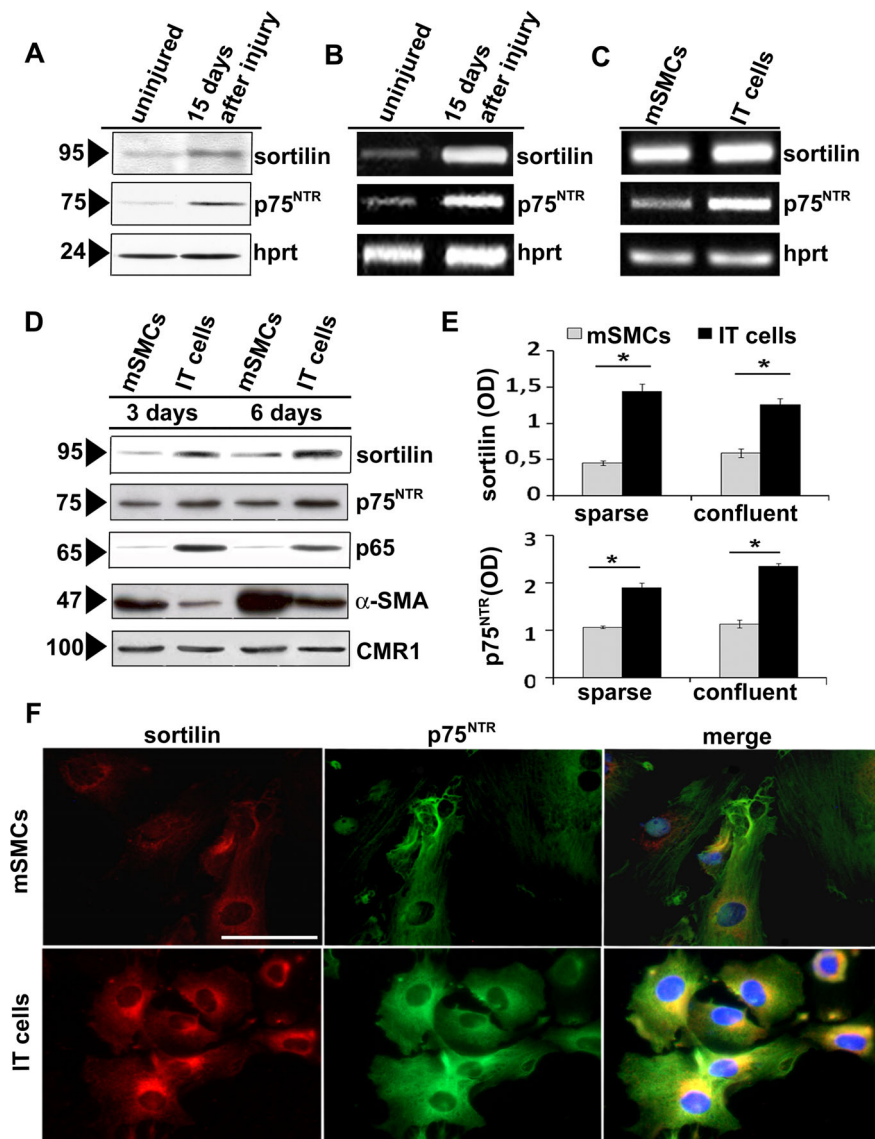 A
uninjured
15 days
after injury
95
sortilin
75
p75NTR
24
hprt
B
uninjured
15 days
after injury
sortilin
p75NTR
hprt
C
mSMCs
IT cells
sortilin
p75NTR
hprt
D
mSMCs
IT cells
mSMCs
IT cells
3 days
6 days
95
sortilin
75
p75NTR
65
p65
47
α-SMA
100
CMR1
E
mSMCs
IT cells
sortilin (OD)
2
1,5
0,5
0
*
*
sparse
confluent
p75NTR(OD)
3
2
1
0
*
*
sparse
confluent
F
sortilin
p75NTR
merge
mSMCs
IT cells